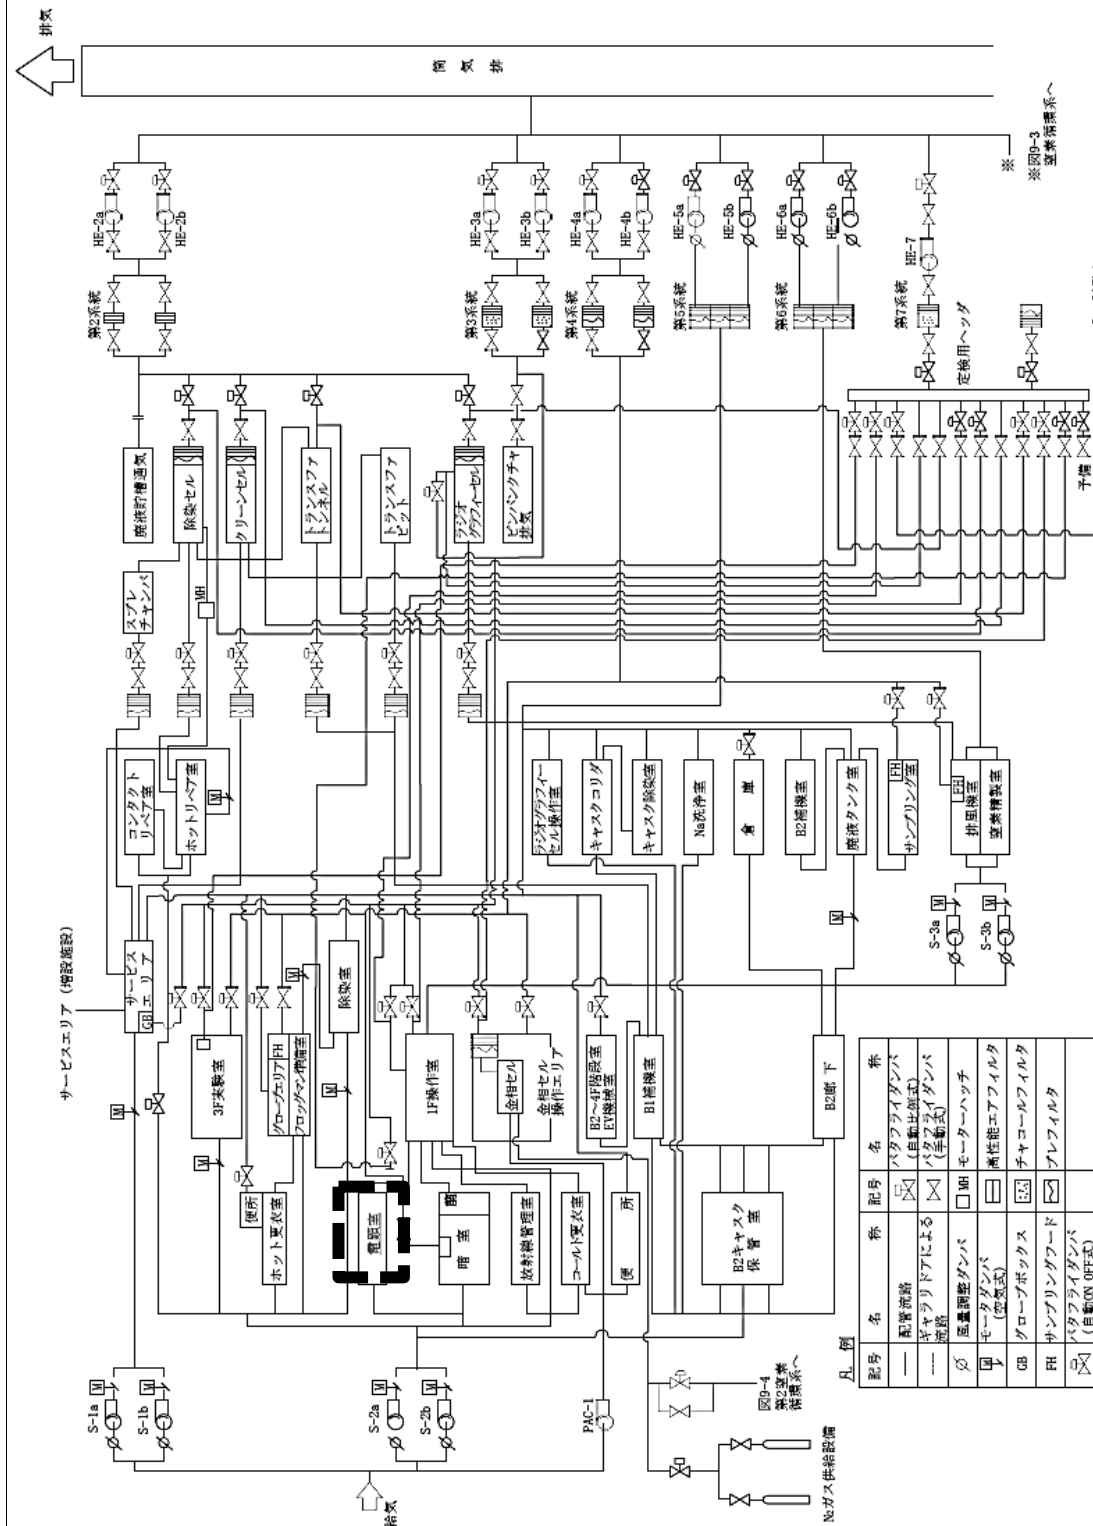 排気
排 気 筒
HE-2a
HE-2b
HE-3a
HE-3b
HE-4a
HE-4b
HE-5a
HE-5b
HE-6a
HE-6b
HE-7
※
※図9-3
窒素循環系へ
第2系統
第3系統
第4系統
第5系統
第6系統
第7系統
定検用ヘッダ
予備
廃液貯槽通気
除染セル
クリーンセル
トランスファ
トンネル
トランスファ
ピット
ラジオ
グラフィーセル
ピンパンクチャ
排気
スプレ
チャンバ
MH
コンタクト
リペア室
ホットリペア室
M
ラジオグラフィー
セル操作室
キャスクコリダ
キャスク除染室
Na洗浄室
倉 庫
B2補機室
廃液タンク室
FH
サンプリング室
FH
排風機室
窒素精製室
M
S-3a
M
S-3b
M
サービスエリア (増設施設)
サービス
エリア
GB
M
3F実験室
M
グローブエリア
FH
フロッグマン準備室
M
除染室
M
1F操作室
金相セル
金相セル
操作エリア
B2～4F階段室
EV機械室
B1補機室
B2廊 下
便所
ホット更衣室
電顕室
暗 室
前
放射線管理室
コールド更衣室
便 所
B2キャスク
保 管 室
S-1a
M
S-1b
M
S-2a
M
S-2b
M
PAC-1
給気
図9-4
第2窒素
循環系へ
N₂ガス供給設備
凡 例
記号 名 称 記号 名 称
配管流路 バタフライダンパ
(自動比例式)
ギャラリドアによる
流路 バタフライダンパ
(手動式)
風量調整ダンパ MH モーターハッチ
M モータダンパ
(空気式) 高性能エアフィルタ
GB グローブボックス チャコールフィルタ
FH サンプリングフード プレフィルタ
バタフライダンパ
(自動ON OFF式)